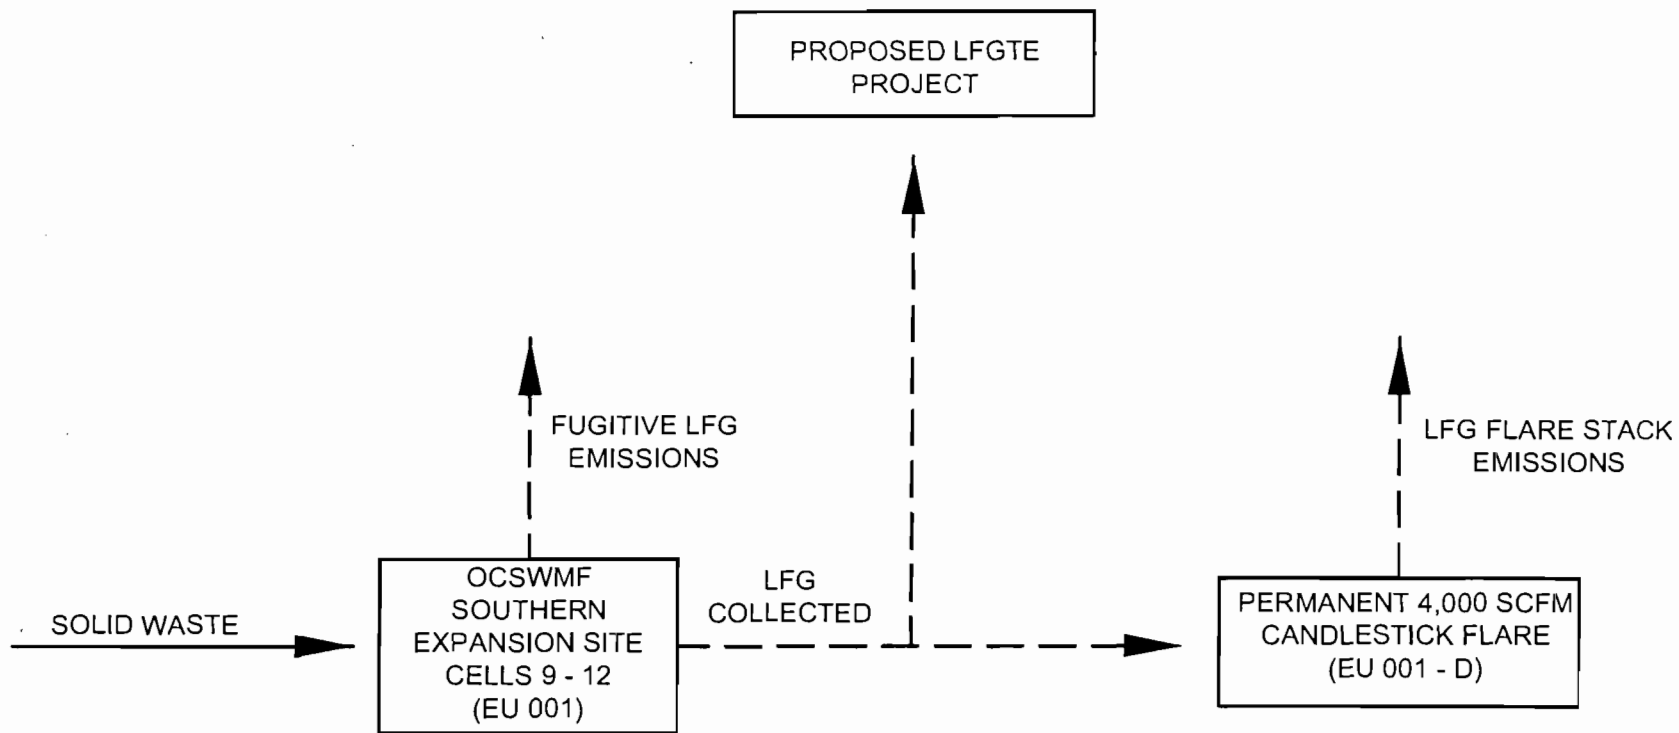 PROPOSED LFGTE
PROJECT
FUGITIVE LFG
EMISSIONS
LFG FLARE STACK
EMISSIONS
SOLID WASTE
OCSWMF
SOUTHERN
EXPANSION SITE
CELLS 9 - 12
(EU 001)
LFG
COLLECTED
PERMANENT 4,000 SCFM
CANDLESTICK FLARE
(EU 001 - D)